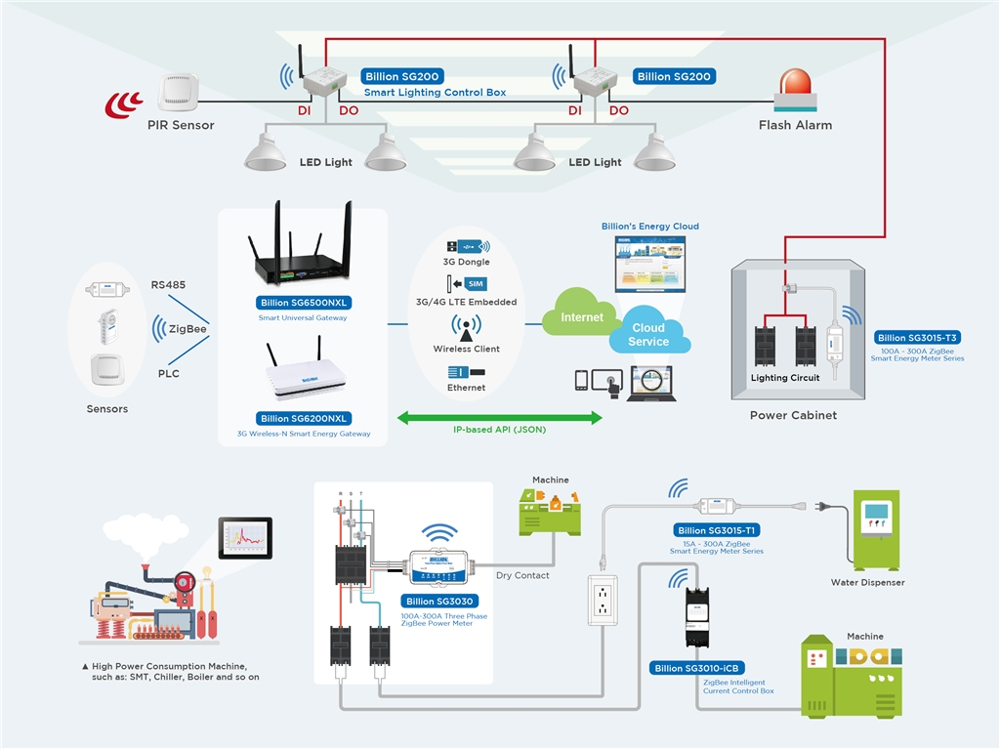 Billion SG200
Smart Lighting Control Box
Billion SG200
DI
DO
DI
DO
PIR Sensor
Flash Alarm
LED Light
LED Light
Billion's Energy Cloud
3G Dongle
SIM
3G/4G LTE Embedded
Wireless Client
Ethernet
RS485
ZigBee
PLC
Sensors
Billion SG6500NXL
Smart Universal Gateway
Billion SG6200NXL
3G Wireless-N Smart Energy Gateway
Internet
Cloud
Service
IP-based API (JSON)
Billion SG3015-T3
100A – 300A ZigBee
Smart Energy Meter Series
Lighting Circuit
Power Cabinet
R
S
T
Machine
BILLION
Dry Contact
Billion SG3030
100A-300A Three Phase
ZigBee Power Meter
Billion SG3015-T1
15A – 300A ZigBee
Smart Energy Meter Series
Water Dispenser
Billion SG3010-iCB
ZigBee Intelligent
Current Control Box
Machine
▲ High Power Consumption Machine,
such as: SMT, Chiller, Boiler and so on